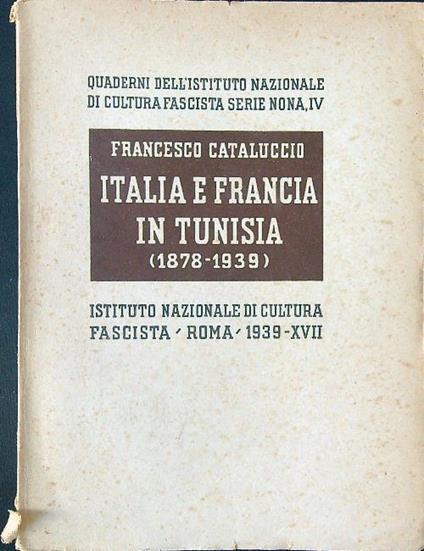 QUADERNI DELL'ISTITUTO NAZIONALE
DI CULTURA FASCISTA SERIE NONA, IV
FRANCESCO CATALUCCIO
ITALIA E FRANCIA
IN TUNISIA
(1878-1939)
ISTITUTO NAZIONALE DI CULTURA
FASCISTA ‘ ROMA ‘ 1939-XVII